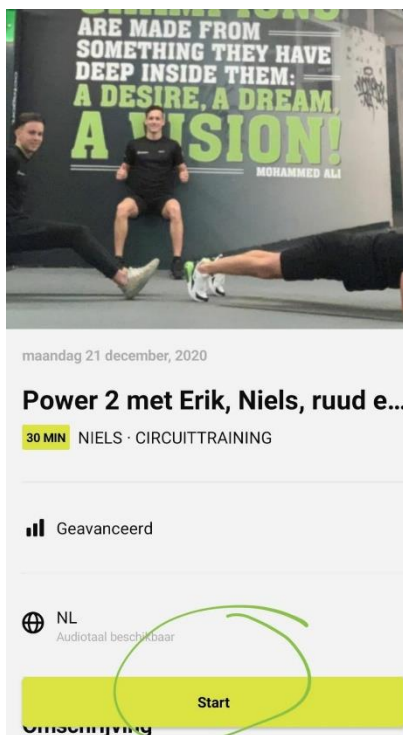 ARE MADE FROM
SOMETHING THEY HAVE
DEEP INSIDE THEM:
A DESIRE, A DREAM,
A VISION!
MOHAMMED ALI
maandag 21 december, 2020
Power 2 met Erik, Niels, ruud e...
30 MIN NIELS · CIRCUITTRAINING
Geavanceerd
NL
Audiotaal beschikbaar
Start
Omschrijving